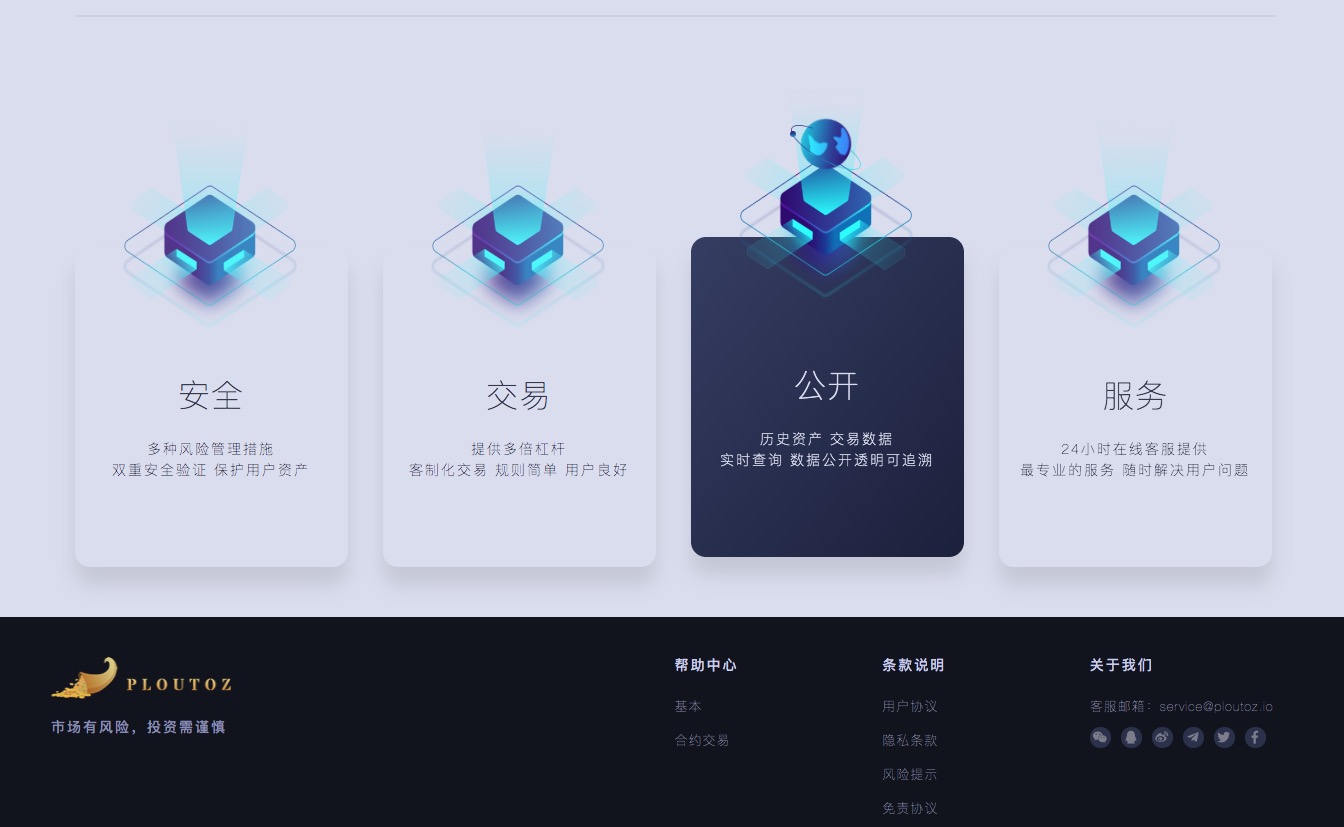 安全
多种风险管理措施
双重安全验证 保护用户资产
交易
提供多倍杠杆
客制化交易 规则简单 用户良好
公开
历史资产 交易数据
实时查询 数据公开透明可追溯
服务
24小时在线客服提供
最专业的服务 随时解决用户问题
PLOUTOZ
市场有风险，投资需谨慎
帮助中心
基本
合约交易
条款说明
用户协议
隐私条款
风险提示
免责协议
关于我们
客服邮箱：service@ploutoz.io